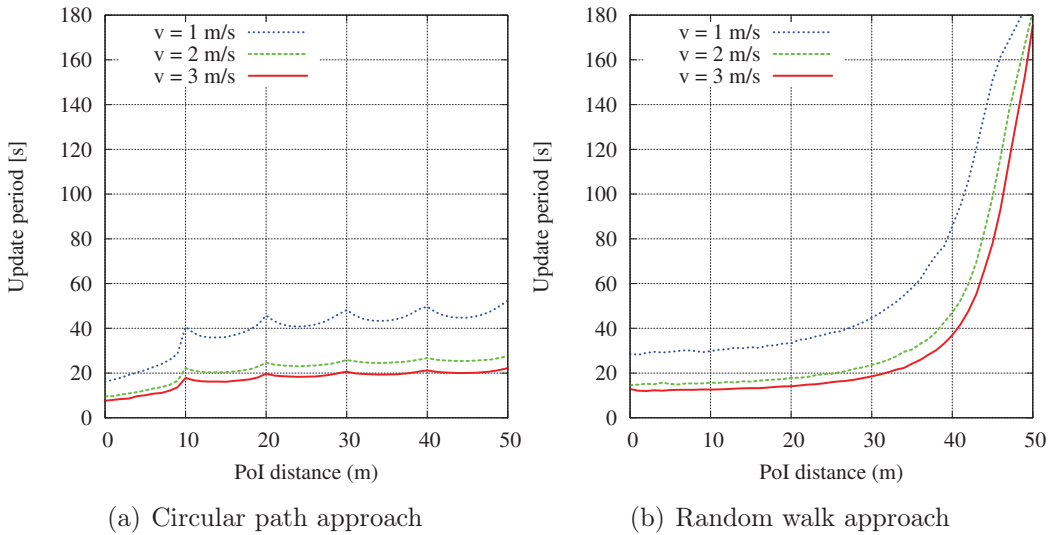 v = 1 m/s
v = 2 m/s
v = 3 m/s
Update period [s]
180
160
140
120
100
80
60
40
20
0
0 10 20 30 40 50
PoI distance (m)
(a) Circular path approach
v = 1 m/s
v = 2 m/s
v = 3 m/s
Update period [s]
180
160
140
120
100
80
60
40
20
0
0 10 20 30 40 50
PoI distance (m)
(b) Random walk approach